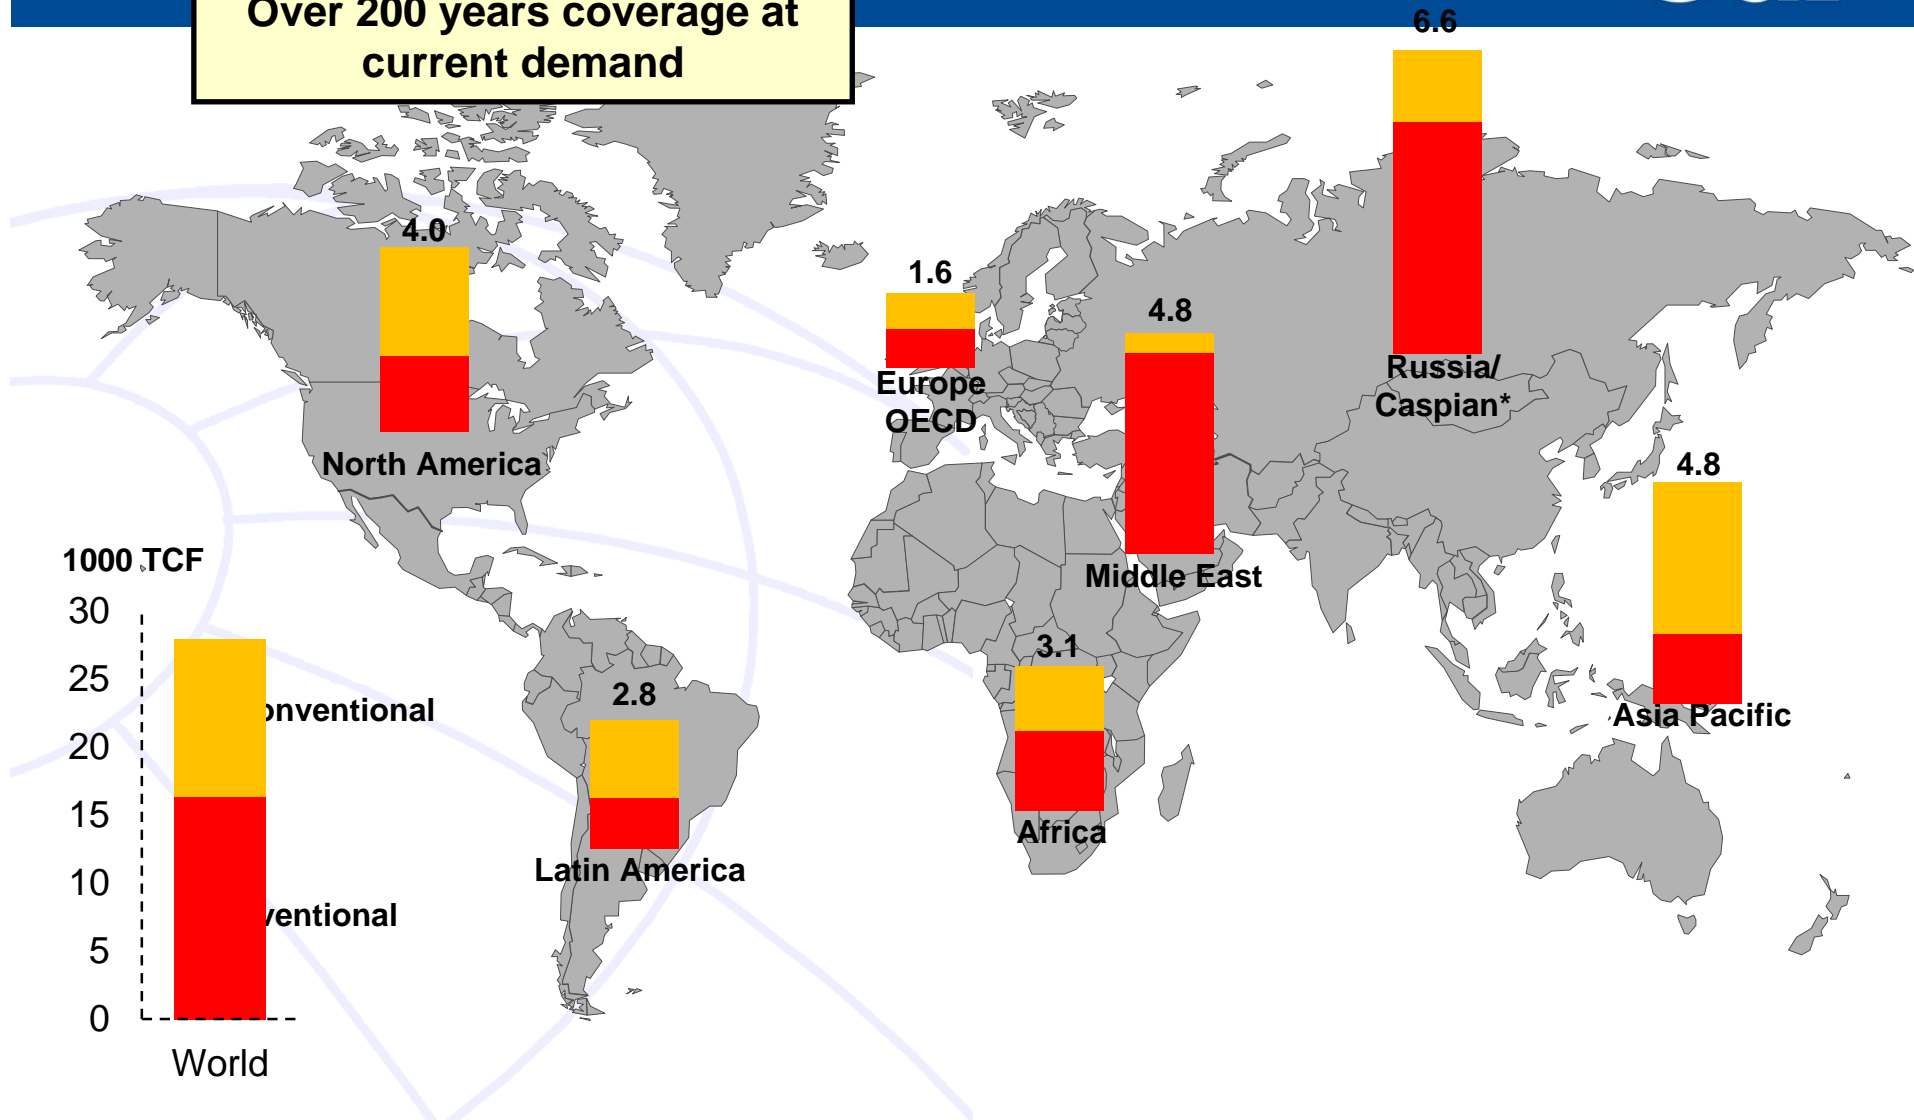 Over 200 years coverage at
current demand
6.6
4.0
1.6
4.8
Russia/
Caspian*
Europe
OECD
North America
4.8
1000 TCF
Middle East
30
25
20
15
10
5
0
3.1
2.8
onventional
ventional
Asia Pacific
Africa
Latin America
World